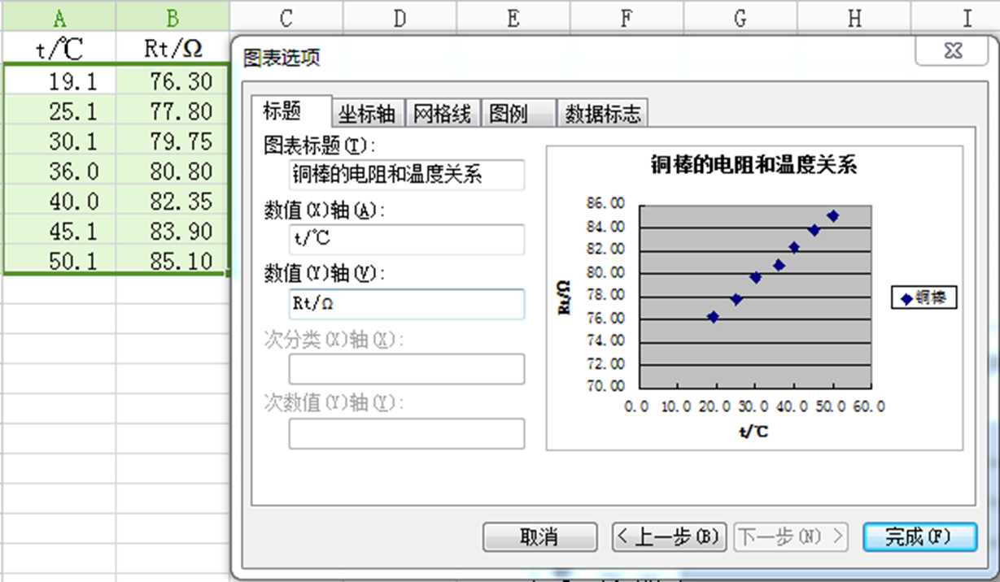 A B C D E F G H I
t/℃ Rt/Ω
19.1 76.30
25.1 77.80
30.1 79.75
36.0 80.80
40.0 82.35
45.1 83.90
50.1 85.10
图表选项
标题 坐标轴 网格线 图例 数据标志
图表标题(T):
铜棒的电阻和温度关系
数值(X)轴(A):
t/℃
数值(Y)轴(V):
Rt/Ω
次分类(X)轴(X):
次数值(Y)轴(Y):
铜棒的电阻和温度关系
86.00
84.00
82.00
80.00
78.00
76.00
74.00
72.00
70.00
Rt/Ω
0.0 10.0 20.0 30.0 40.0 50.0 60.0
t/℃
铜棒
取消 <上一步(B) 下一步(N)> 完成(F)